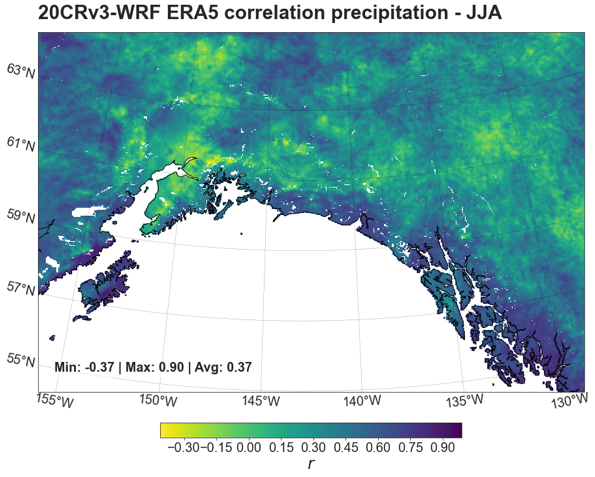 20CRv3-WRF ERA5 correlation precipitation - JJA
63°N
61°N
59°N
57°N
55°N
Min: -0.37 | Max: 0.90 | Avg: 0.37
155°W 150°W 145°W 140°W 135°W 130°W
−0.30 −0.15 0.00 0.15 0.30 0.45 0.60 0.75 0.90
r